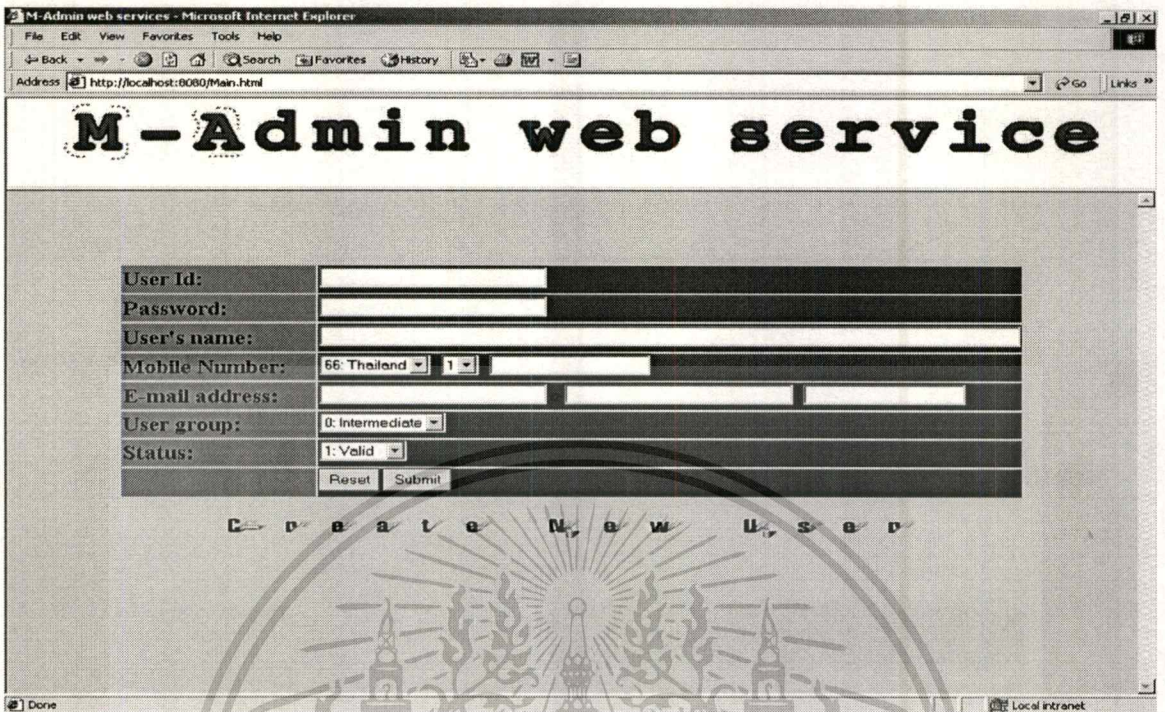 M-Admin web services - Microsoft Internet Explorer
File Edit View Favorites Tools Help
Back Search Favorites History
Address http://localhost:8080/Main.html Go Links »
M-Admin web service
User Id:
Password:
User's name:
Mobile Number: 66: Thailand 1
E-mail address:
User group: 0: Intermediate
Status: 1: Valid
Reset Submit
Create New User
Done Local intranet